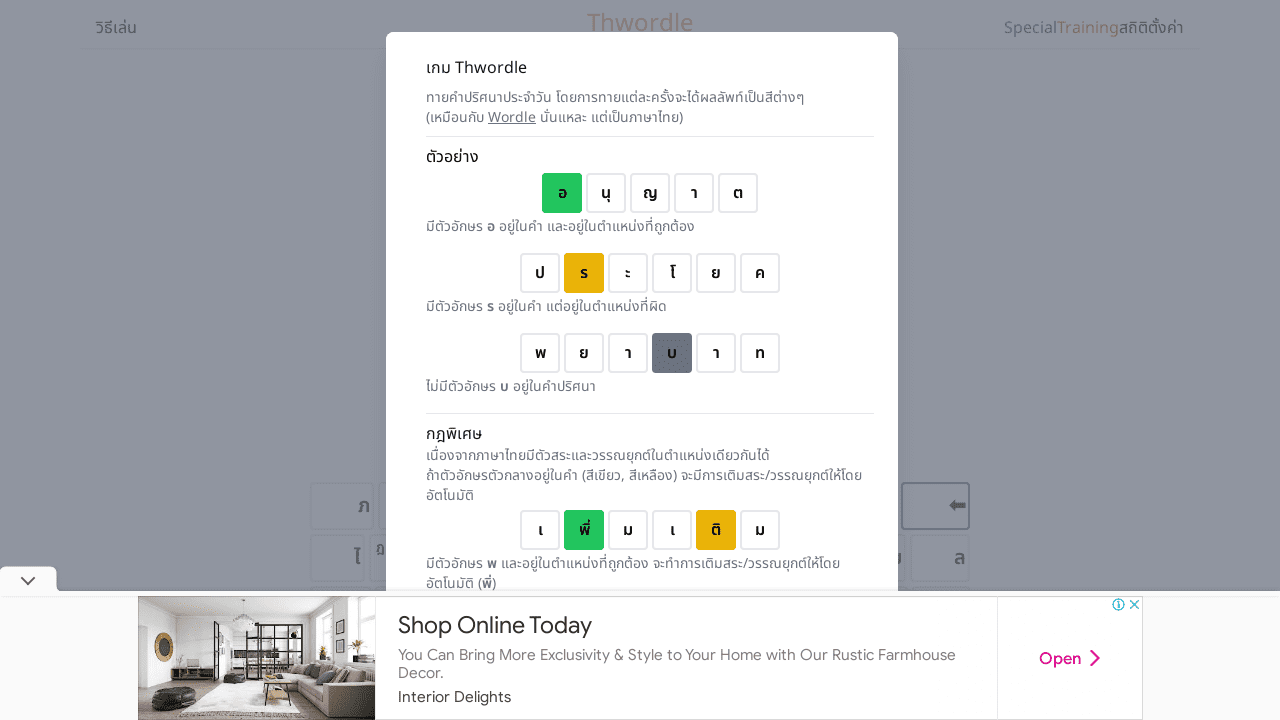 วิธีเล่น
Thwordle
Special Training สถิติ ตั้งค่า
เกม Thwordle
ทายคำปริศนาประจำวัน โดยการทายแต่ละครั้งจะได้ผลลัพท์เป็นสีต่างๆ
(เหมือนกับ Wordle นั่นแหละ แต่เป็นภาษาไทย)
ตัวอย่าง
อ นุ ญ า ต
มีตัวอักษร อ อยู่ในคำ และอยู่ในตำแหน่งที่ถูกต้อง
ป ร ะ โ ย ค
มีตัวอักษร ร อยู่ในคำ แต่อยู่ในตำแหน่งที่ผิด
พ ย า บ า ท
ไม่มีตัวอักษร บ อยู่ในคำปริศนา
กฎพิเศษ
เนื่องจากภาษาไทยมีตัวสระและวรรณยุกต์ในตำแหน่งเดียวกันได้
ถ้าตัวอักษรตัวกลางอยู่ในคำ (สีเขียว, สีเหลือง) จะมีการเติมสระ/วรรณยุกต์ให้โดย
อัตโนมัติ
เ พี่ ม เ ติ ม
มีตัวอักษร พ และอยู่ในตำแหน่งที่ถูกต้อง จะทำการเติมสระ/วรรณยุกต์ให้โดย
อัตโนมัติ (พี่)
ภ
⬅
ไ
ล
Shop Online Today
You Can Bring More Exclusivity & Style to Your Home with Our Rustic Farmhouse
Decor.
Interior Delights
Open